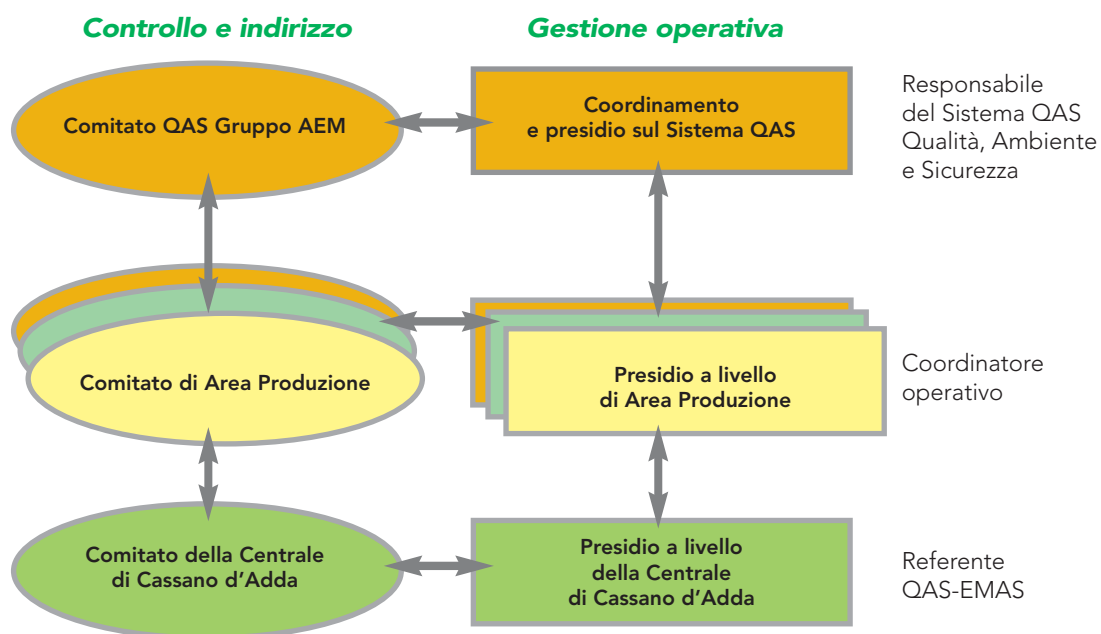 Controllo e indirizzo
Gestione operativa
Comitato QAS Gruppo AEM
Coordinamento
e presidio sul Sistema QAS
Responsabile
del Sistema QAS
Qualità, Ambiente
e Sicurezza
Comitato di Area Produzione
Presidio a livello
di Area Produzione
Coordinatore
operativo
Comitato della Centrale
di Cassano d'Adda
Presidio a livello
della Centrale
di Cassano d'Adda
Referente
QAS-EMAS